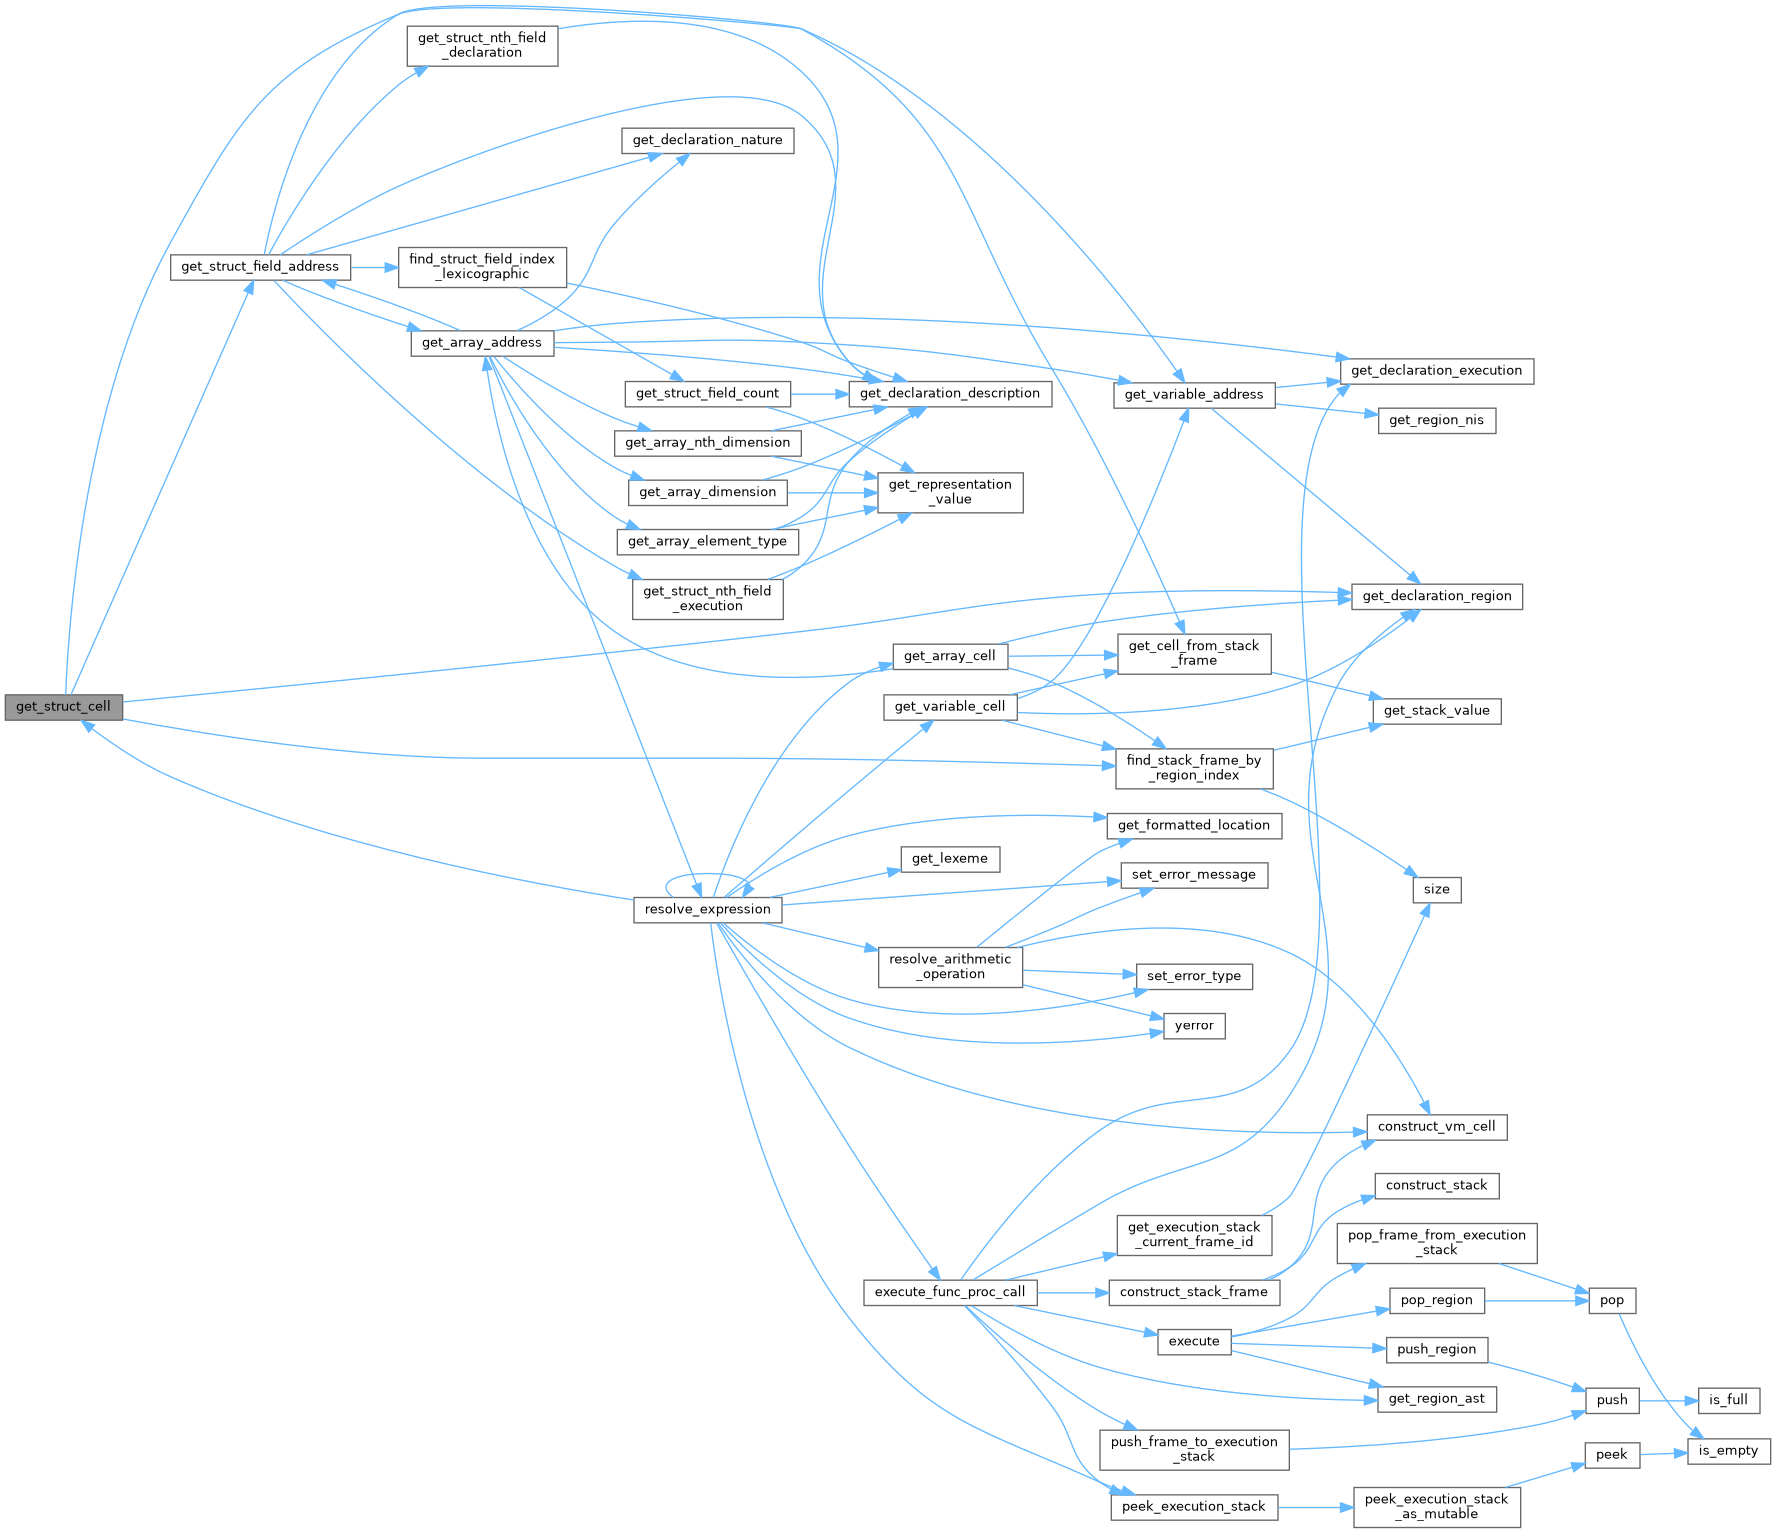 get_struct_nth_field
_declaration
get_declaration_nature
get_struct_field_address
find_struct_field_index
_lexicographic
get_array_address
get_declaration_execution
get_struct_field_count
get_declaration_description
get_variable_address
get_region_nis
get_array_nth_dimension
get_array_dimension
get_representation
_value
get_array_element_type
get_struct_nth_field
_execution
get_declaration_region
get_array_cell
get_cell_from_stack
_frame
get_struct_cell
get_variable_cell
get_stack_value
find_stack_frame_by
_region_index
get_formatted_location
get_lexeme
set_error_message
size
resolve_expression
resolve_arithmetic
_operation
set_error_type
yerror
construct_vm_cell
construct_stack
get_execution_stack
_current_frame_id
pop_frame_from_execution
_stack
execute_func_proc_call
construct_stack_frame
pop_region
pop
execute
push_region
get_region_ast
push
is_full
push_frame_to_execution
_stack
peek
is_empty
peek_execution_stack
peek_execution_stack
_as_mutable